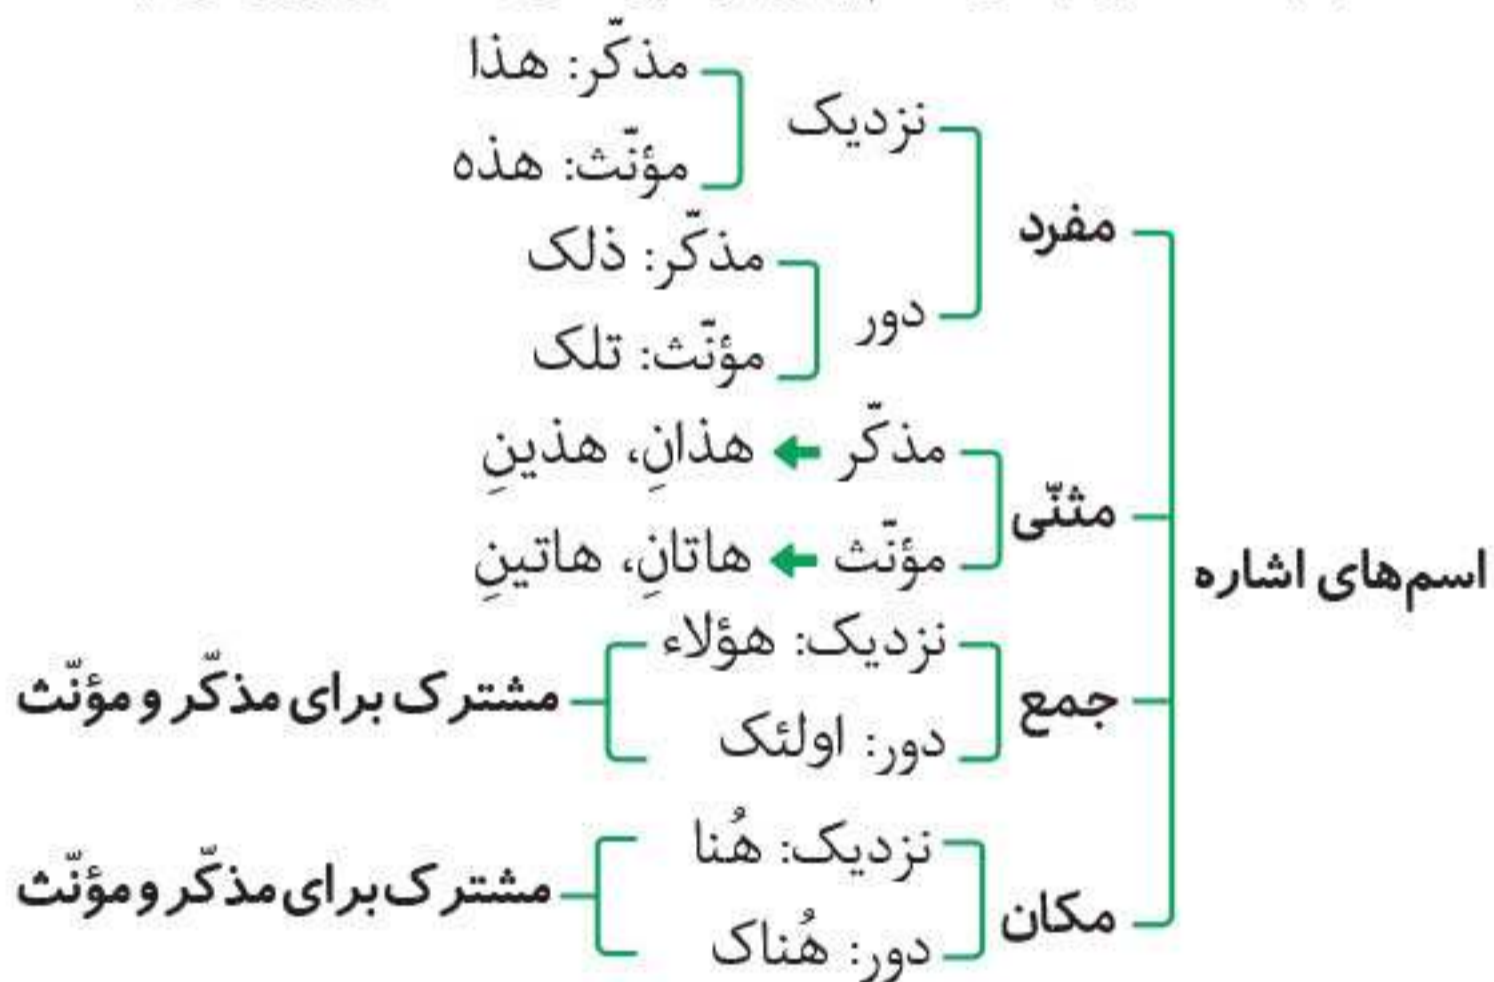 اسم‌های اشاره
مفرد
نزدیک
مذکّر: هذا
مؤنّث: هذه
دور
مذکّر: ذلک
مؤنّث: تلک
مثنّی
مذکّر ← هذانِ، هذینِ
مؤنّث ← هاتانِ، هاتینِ
جمع
نزدیک: هؤلاء
دور: اولئک
مشترک برای مذکّر و مؤنّث
مکان
نزدیک: هُنا
دور: هُناک
مشترک برای مذکّر و مؤنّث